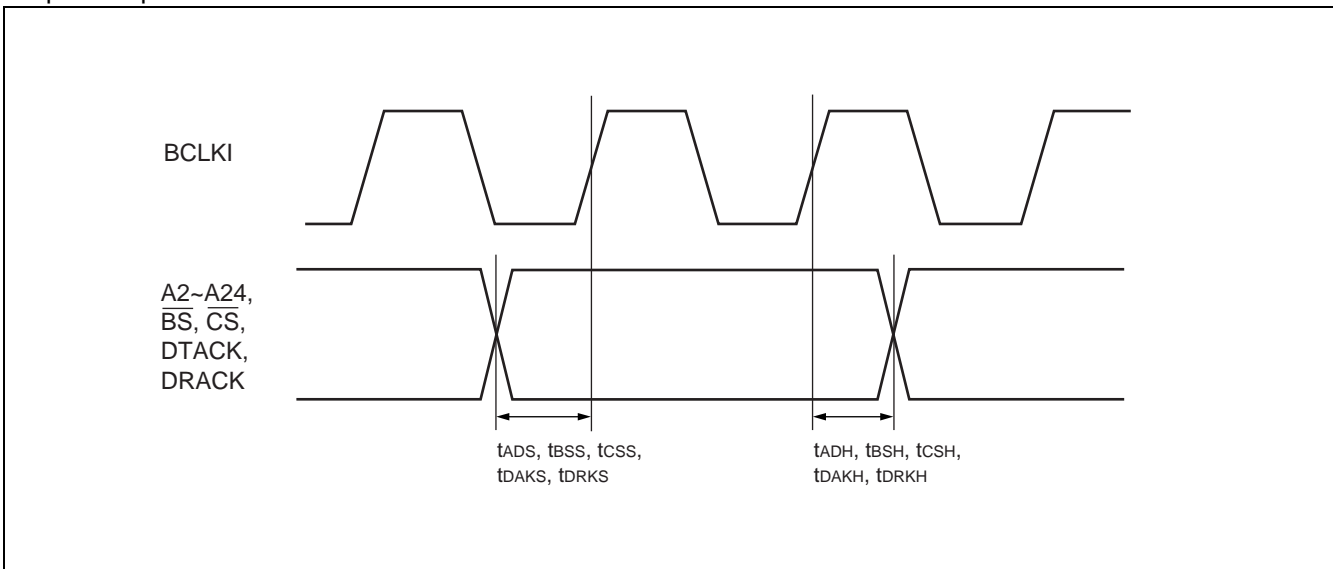 BCLKI
A2~A24,
BS, CS,
DTACK,
DRACK
tADS, tBSS, tCSS,
tDAKS, tDRKS
tADH, tBSH, tCSH,
tDAKH, tDRKH